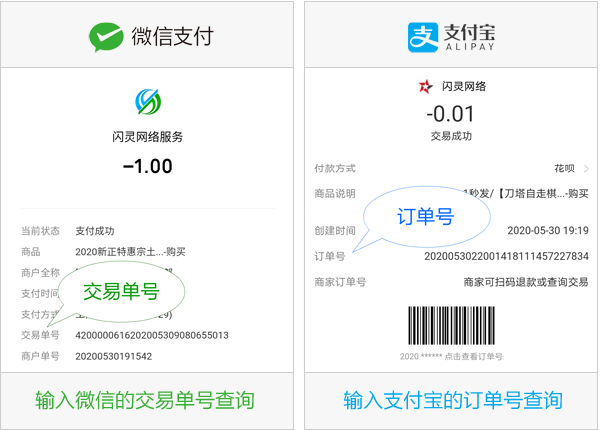 微信支付
闪灵网络服务
-1.00
当前状态 支付成功
商品 2020新正特惠宗土...-购买
商户全称
支付时间
交易单号
支付方式 29)
交易单号 4200000616202005309080655013
商户单号 20200530191542
输入微信的交易单号查询
支付宝
ALIPAY
闪灵网络
-0.01
交易成功
付款方式 花呗
商品说明 1秒发/【刀塔自走棋...-购买
订单号
创建时间 2020-05-30 19:19
订单号 2020053022001418111457227834
商家订单号 商家可扫码退款或查询交易
2020 ****** 点击查看订单号
输入支付宝的订单号查询